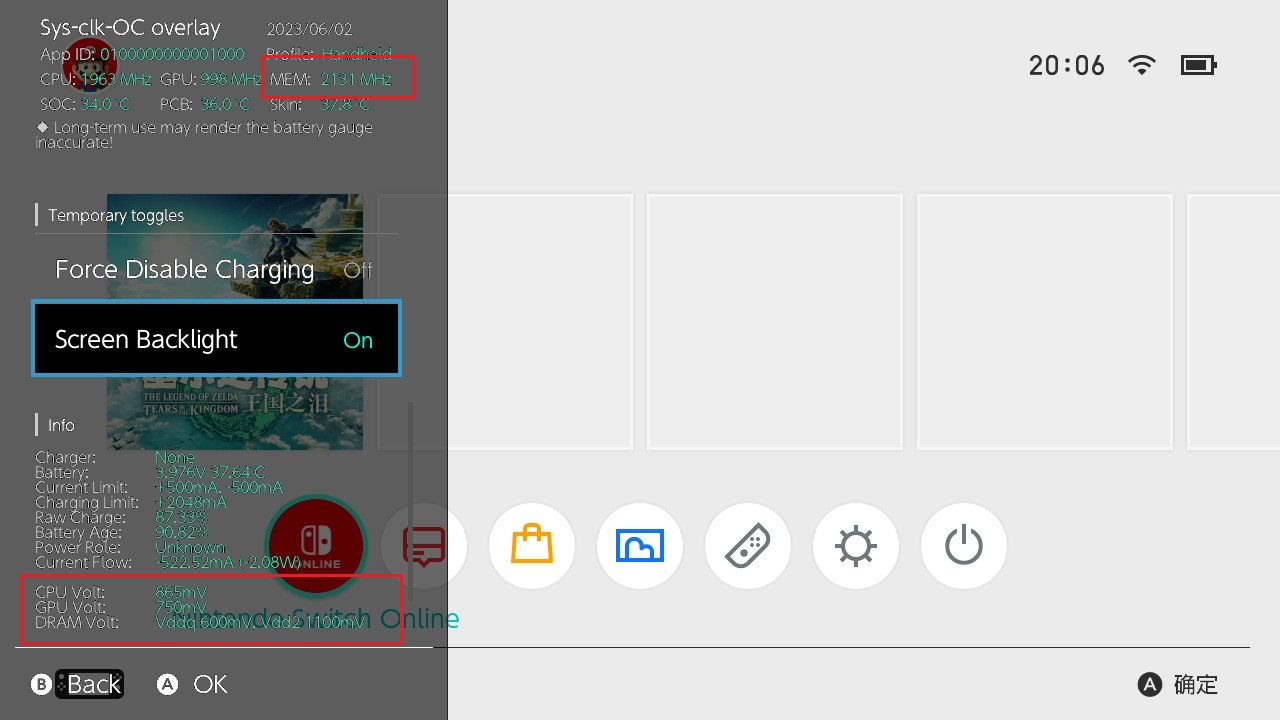 Sys-clk-OC overlay 2023/06/02
App ID: 0100000000001000 Profile: Handheld
CPU: 1963 MHz GPU: 998 MHz MEM: 2131 MHz
SOC: 34.0°C PCB: 36.0°C Skin: 37.8°C
◆ Long-term use may render the battery gauge
inaccurate!
20:06
Temporary toggles
Force Disable Charging Off
Screen Backlight On
THE LEGEND OF ZELDA
TEARS OF THE KINGDOM 王国之泪
Info
Charger: None
Battery: 3.976V 37.64°C
Current Limit: +500mA, -500mA
Charging Limit: +2048mA
Raw Charge: 87.33%
Battery Age: 90.82%
Power Role: Unknown
Current Flow: -522.52mA (-2.08W)
ONLINE
CPU Volt: 865mV
GPU Volt: 750mV
DRAM Volt: Vddq 600mV, Vdd2 1100mV
Nintendo Switch Online
B Back A OK
A 确定